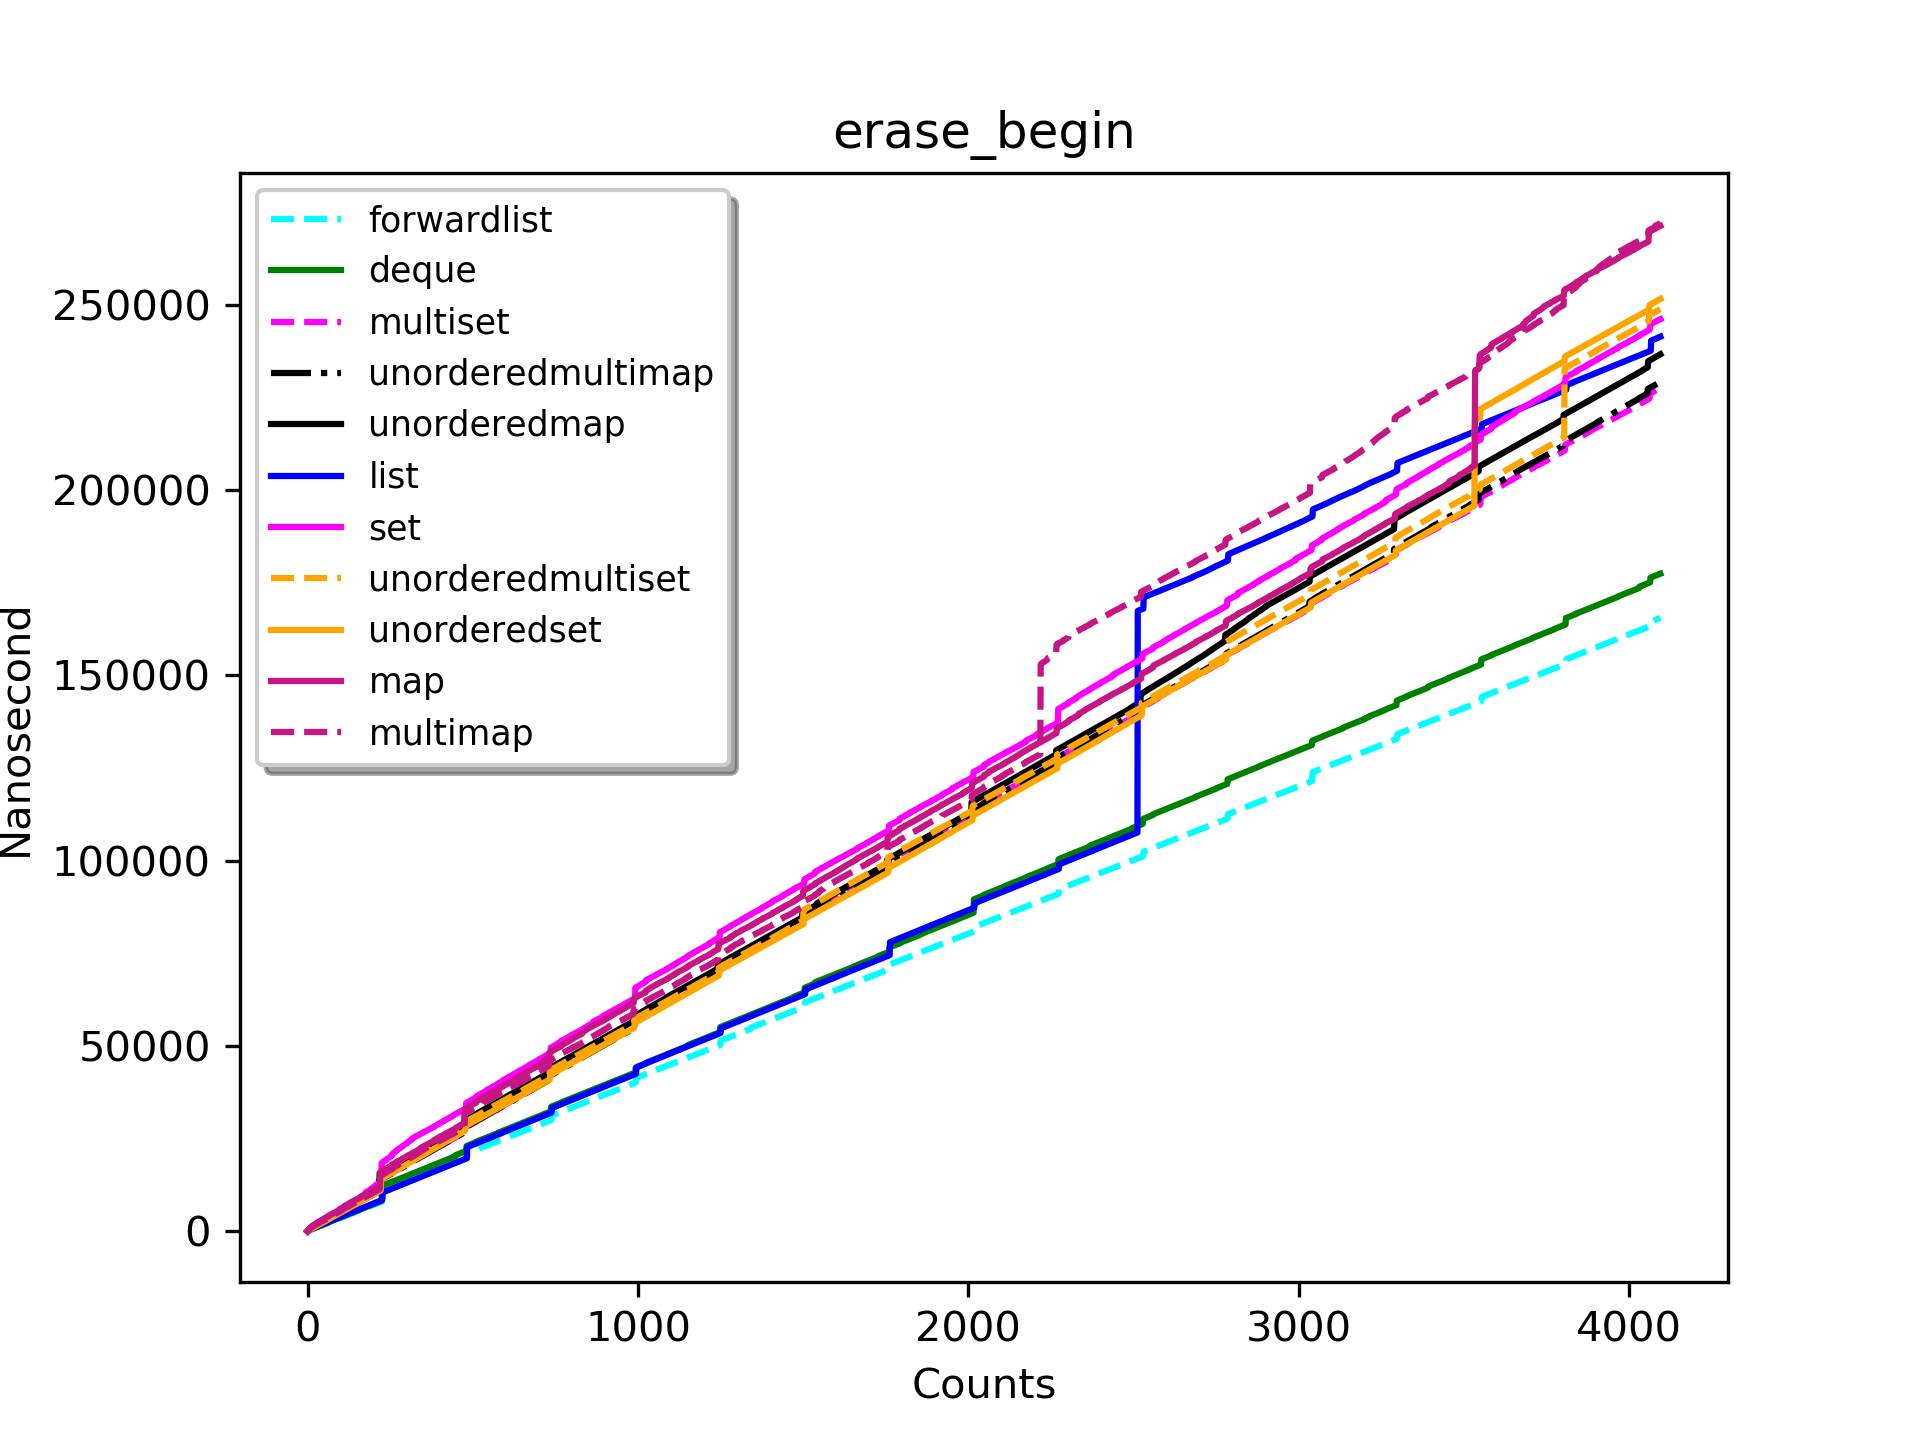 erase_begin
forwardlist
deque
multiset
unorderedmultimap
unorderedmap
list
set
unorderedmultiset
unorderedset
map
multimap
Nanosecond
250000
200000
150000
100000
50000
0
0 1000 2000 3000 4000
Counts